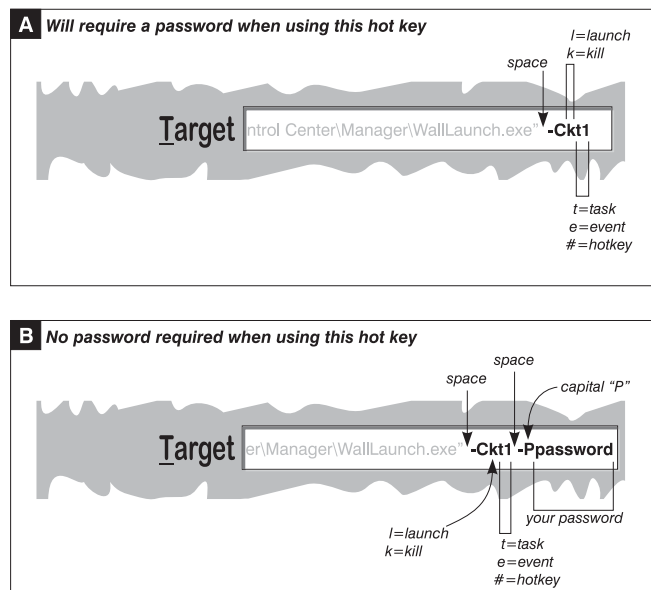 A Will require a password when using this hot key
l=launch
k=kill
space
Target ntrol Center\Manager\WallLaunch.exe" -Ckt1
t=task
e=event
#=hotkey
B No password required when using this hot key
space
space
capital “P”
Target er\Manager\WallLaunch.exe" -Ckt1 -Ppassword
your password
l=launch
k=kill
t=task
e=event
#=hotkey